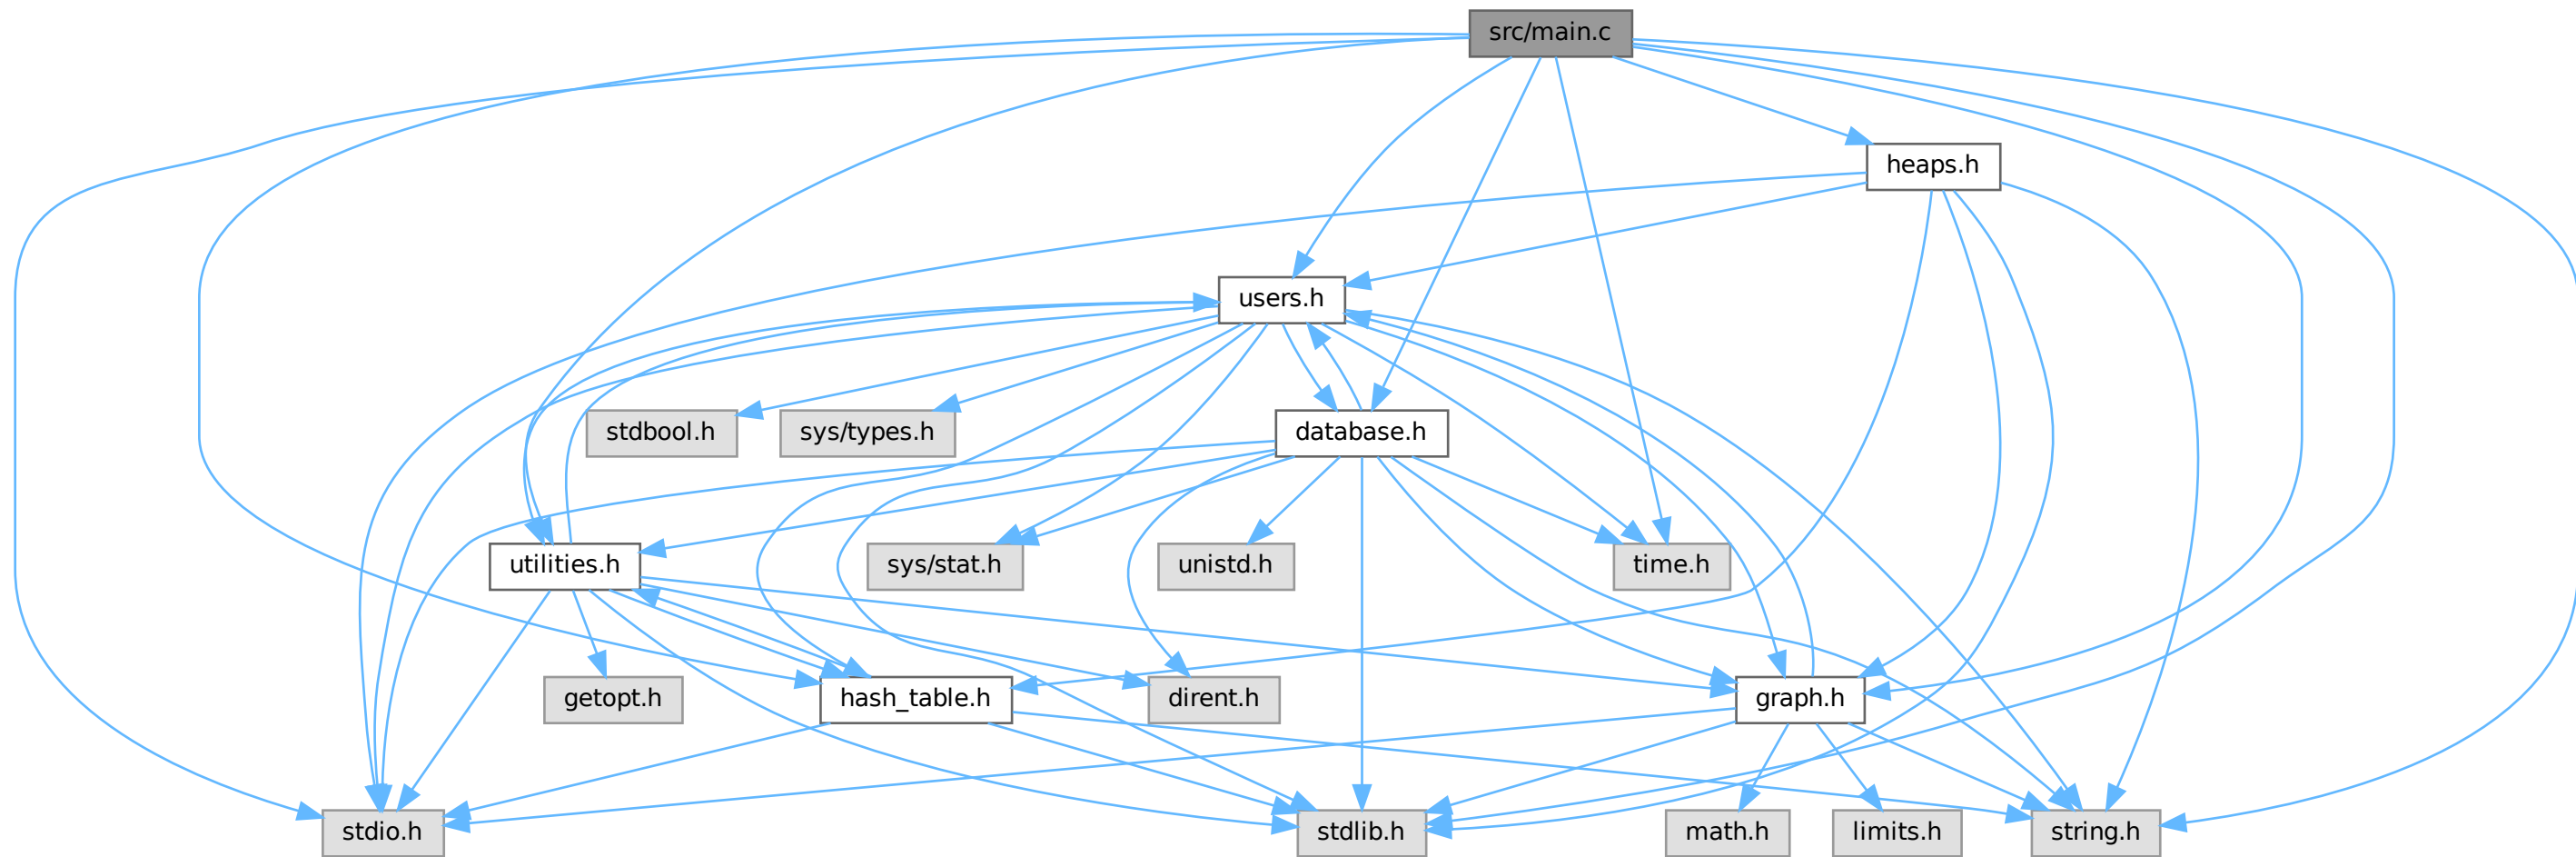 src/main.c
heaps.h
users.h
stdbool.h
sys/types.h
database.h
utilities.h
sys/stat.h
unistd.h
time.h
getopt.h
hash_table.h
dirent.h
graph.h
stdio.h
stdlib.h
math.h
limits.h
string.h